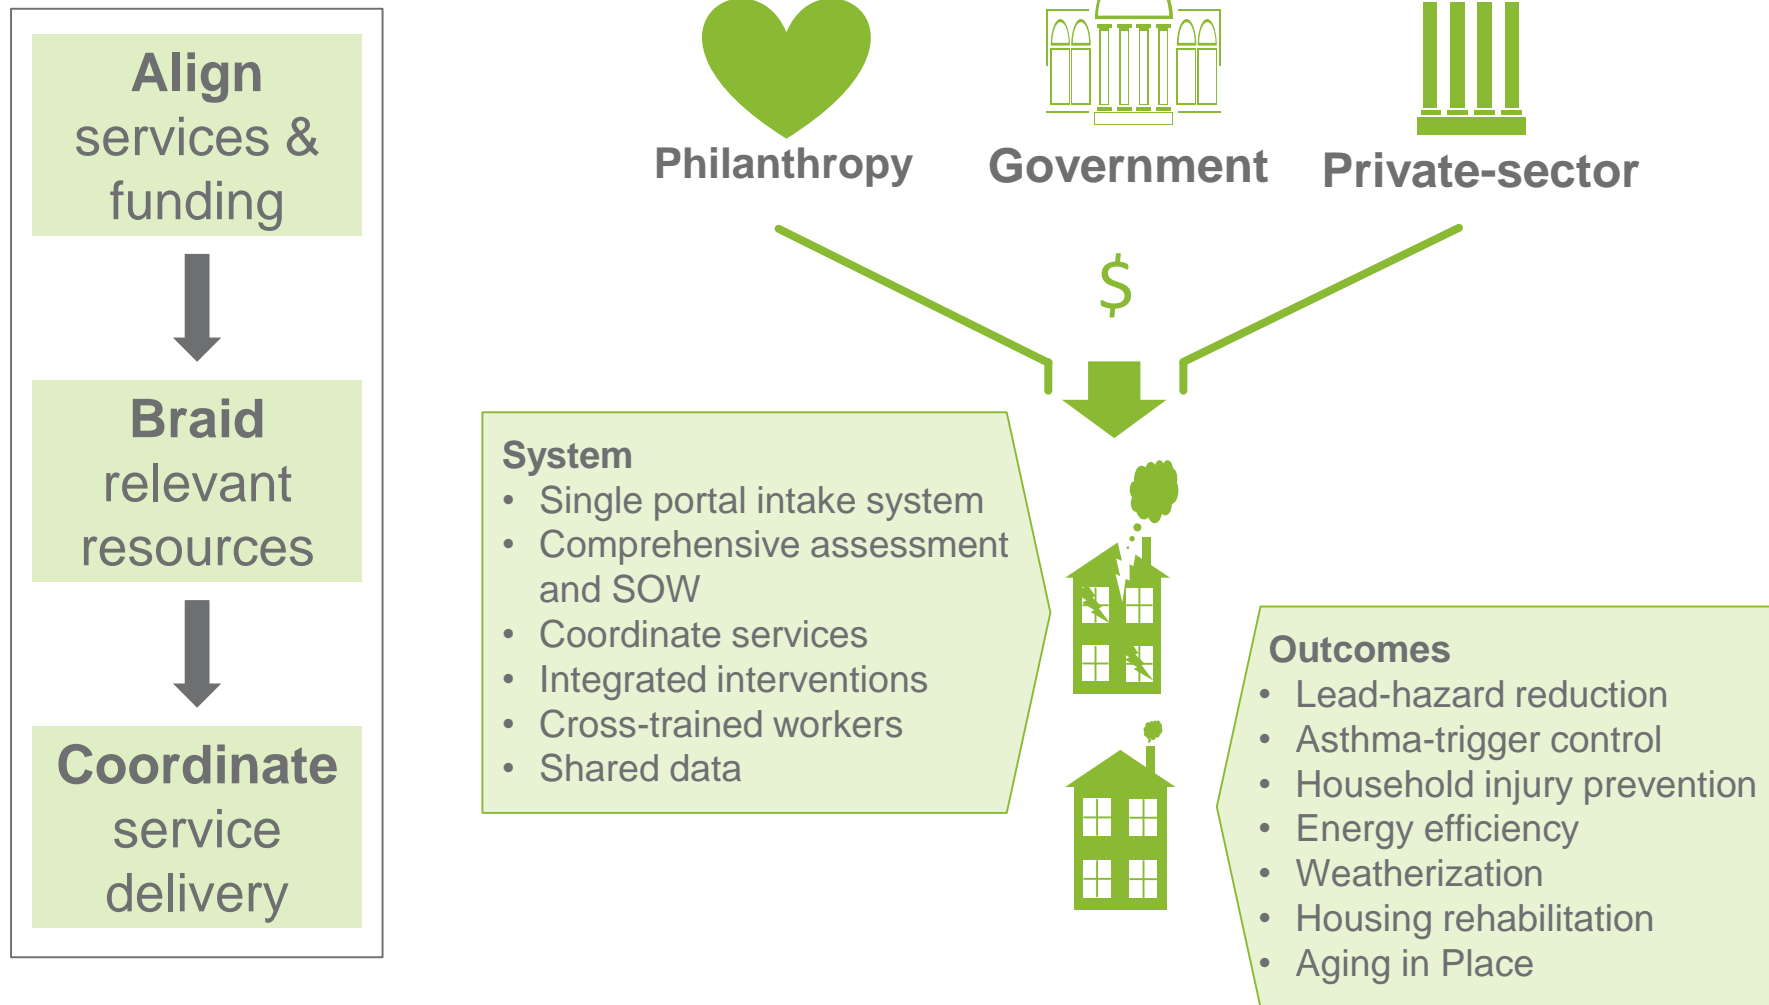 Align
services &
funding
Braid
relevant
resources
Coordinate
service
delivery
Philanthropy
Government
Private-sector
$
System
• Single portal intake system
• Comprehensive assessment
and SOW
• Coordinate services
• Integrated interventions
• Cross-trained workers
• Shared data
Outcomes
• Lead-hazard reduction
• Asthma-trigger control
• Household injury prevention
• Energy efficiency
• Weatherization
• Housing rehabilitation
• Aging in Place